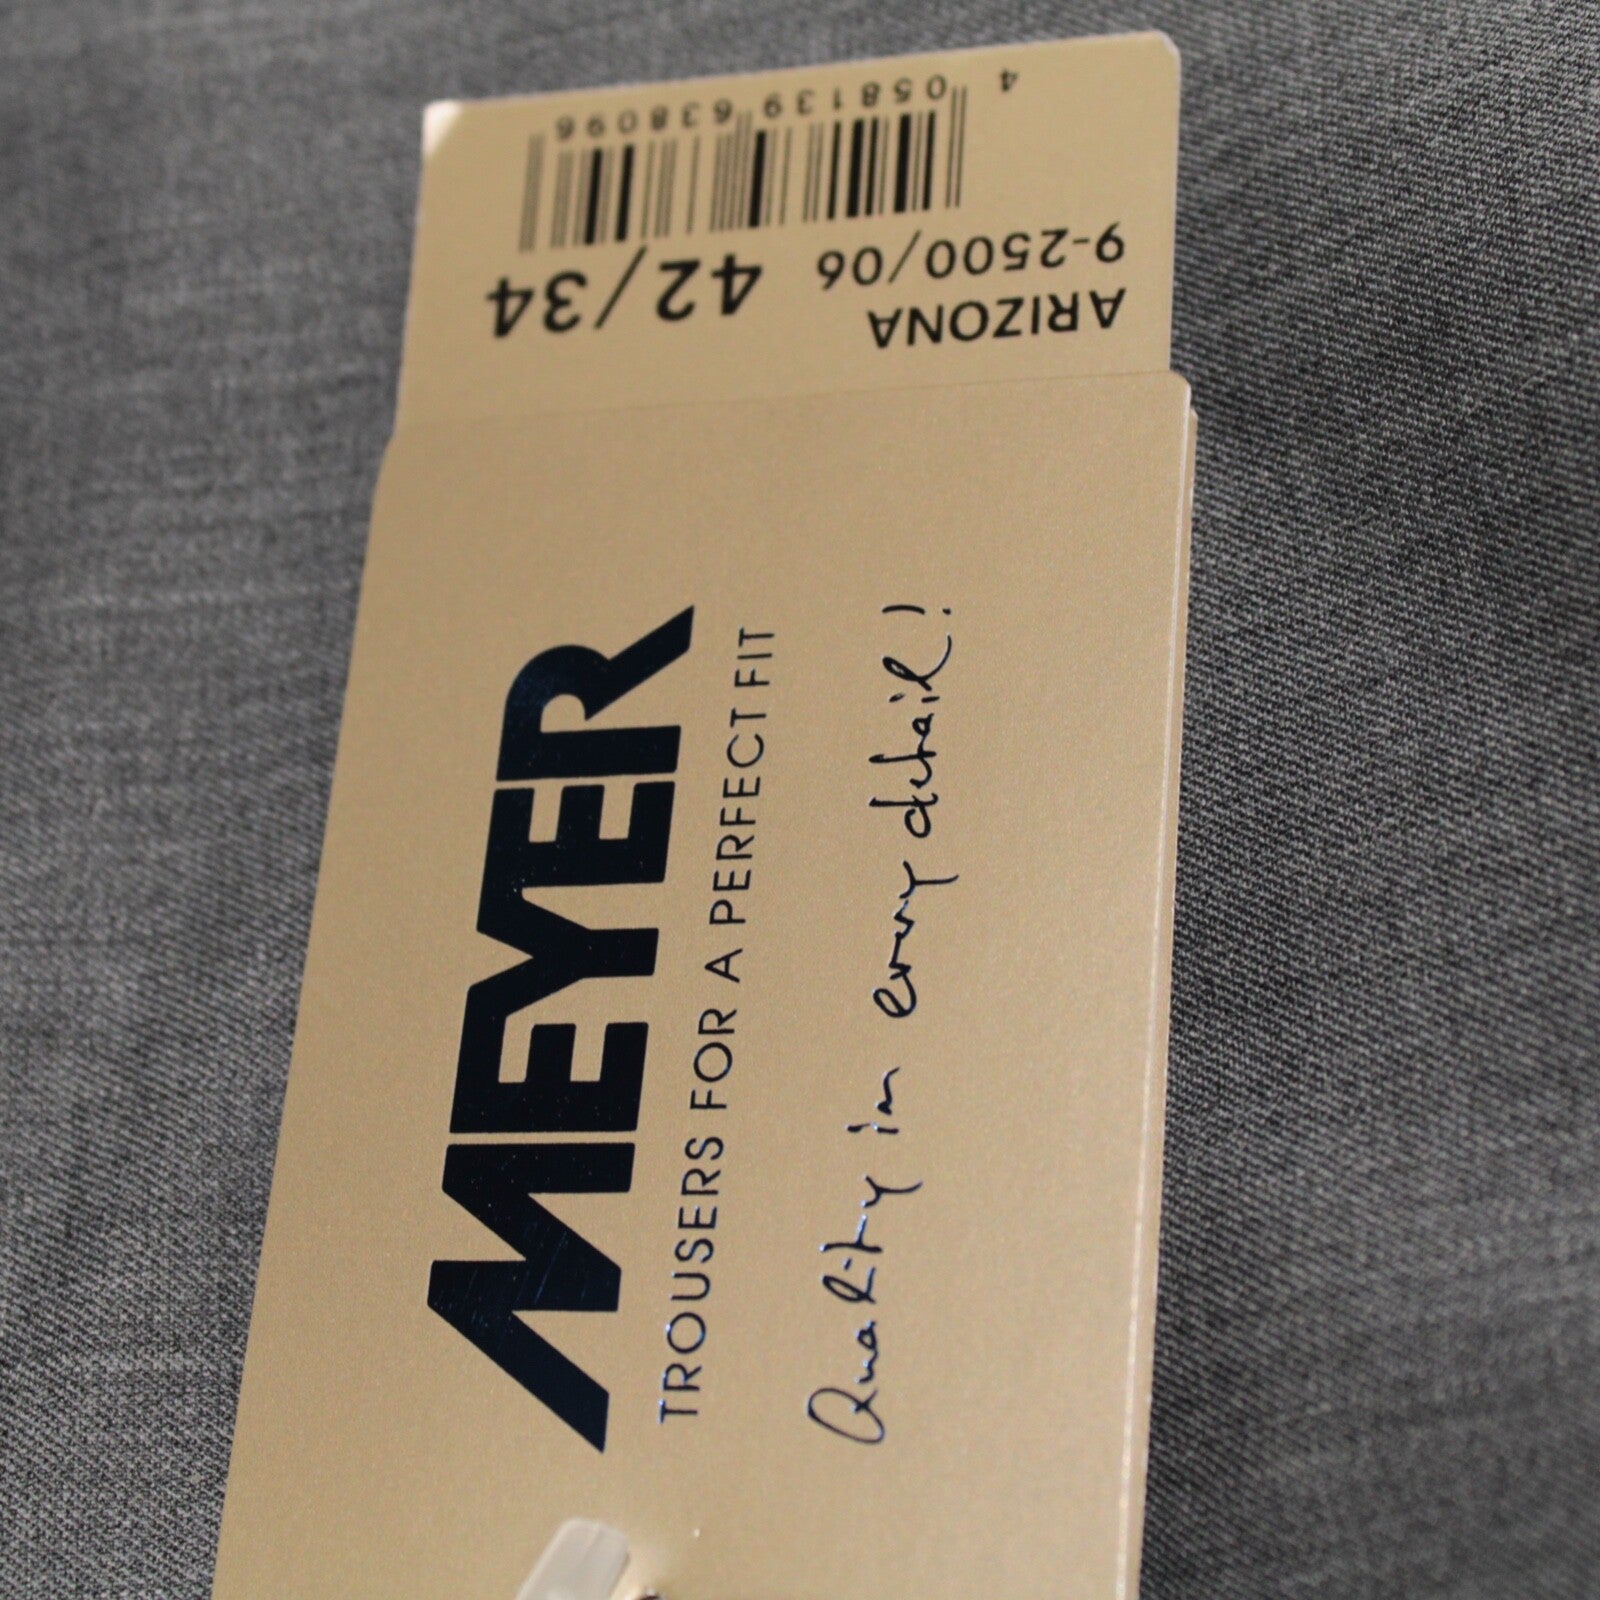 ARIZONA
9-2500/06 42/34
4 058139 638096
MEYER
TROUSERS FOR A PERFECT FIT
Quality in every detail!